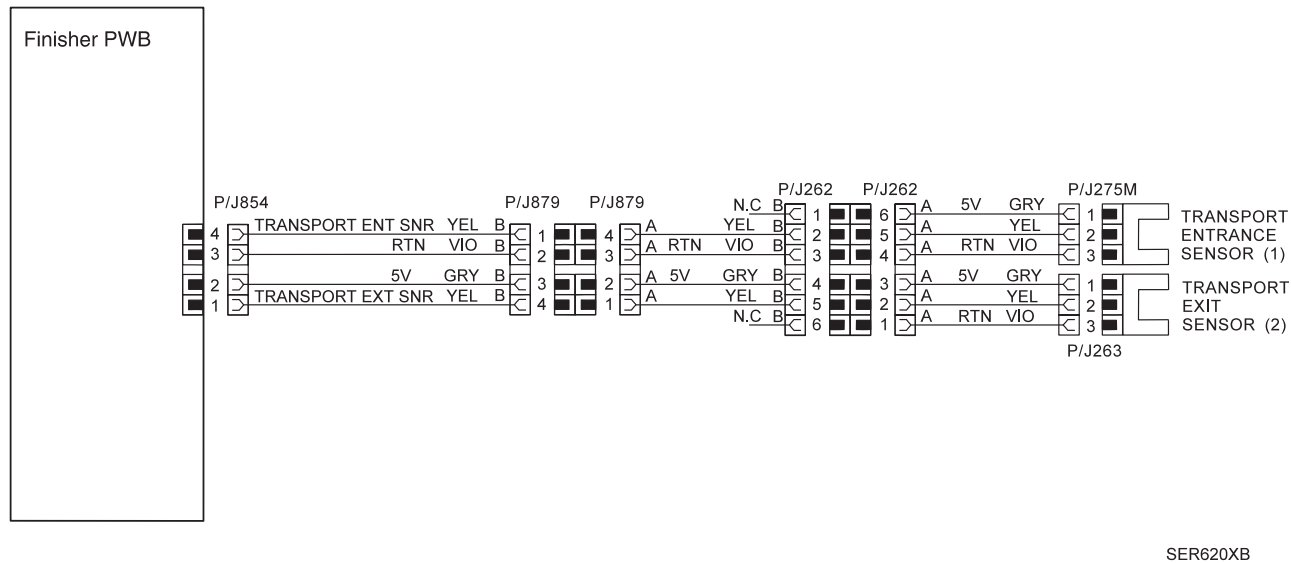 Finisher PWB
P/J854 P/J879 P/J879 P/J262 P/J262 P/J275M
N.C B 1 6 A 5V GRY 1
4 TRANSPORT ENT SNR YEL B 1 4 A YEL B 2 5 A YEL 2
3 RTN VIO B 2 3 A RTN VIO B 3 4 A RTN VIO 3
TRANSPORT
ENTRANCE
SENSOR (1)
2 5V GRY B 3 2 A 5V GRY B 4 3 A 5V GRY 1
1 TRANSPORT EXT SNR YEL B 4 1 A YEL B 5 2 A YEL 2
N.C B 6 1 A RTN VIO 3
TRANSPORT
EXIT
SENSOR (2)
P/J263
SER620XB